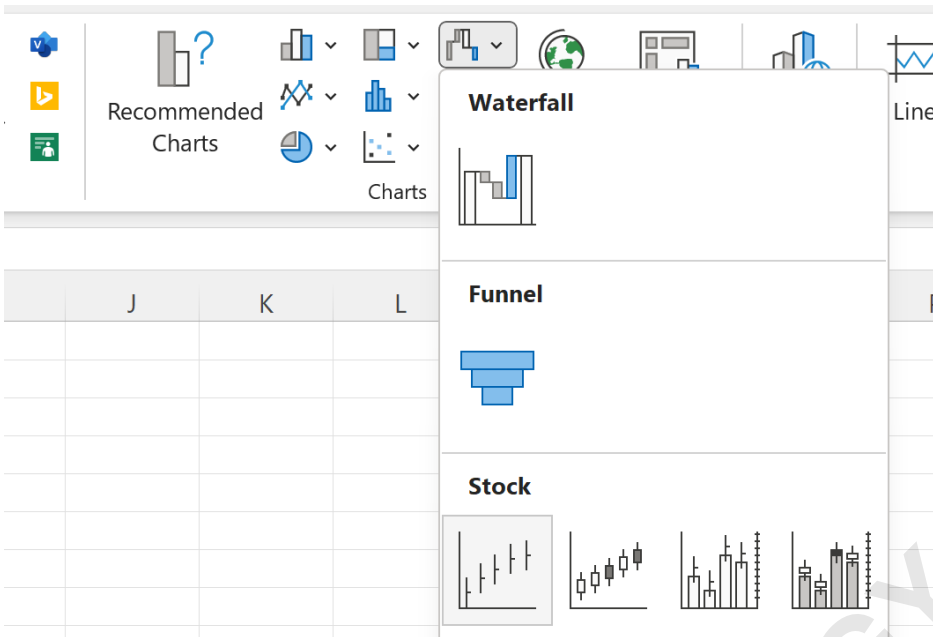 Recommended
Charts
Charts
Line
Waterfall
J
K
L
Funnel
Stock